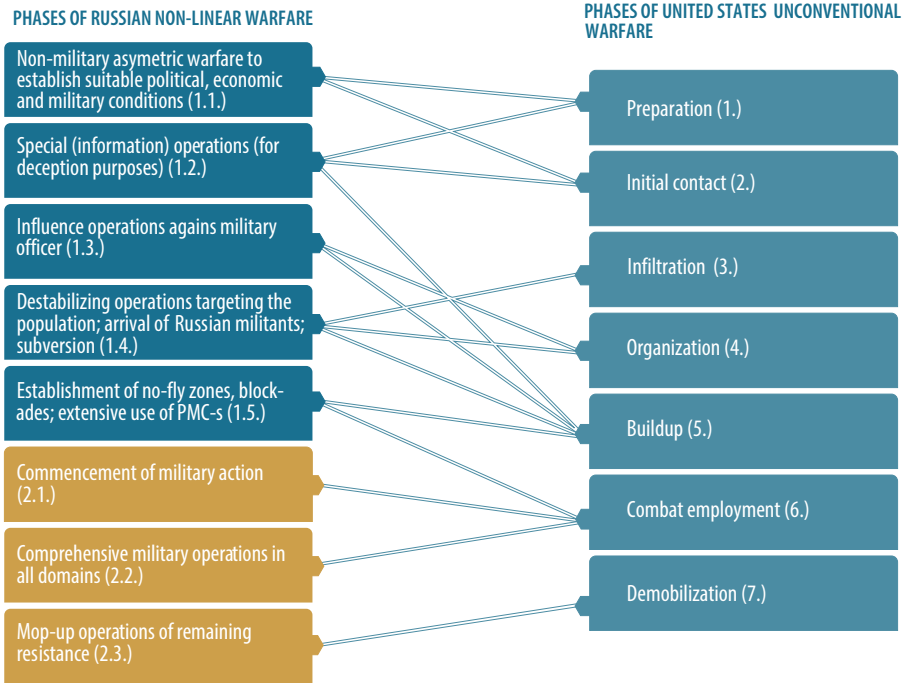 PHASES OF RUSSIAN NON-LINEAR WARFARE
Non-military asymetric warfare to
establish suitable political, economic
and military conditions (1.1.)
Special (information) operations (for
deception purposes) (1.2.)
Influence operations agains military
officer (1.3.)
Destabilizing operations targeting the
population; arrival of Russian militants;
subversion (1.4.)
Establishment of no-fly zones, block-
ades; extensive use of PMC-s (1.5.)
Commencement of military action
(2.1.)
Comprehensive military operations in
all domains (2.2.)
Mop-up operations of remaining
resistance (2.3.)
PHASES OF UNITED STATES UNCONVENTIONAL
WARFARE
Preparation (1.)
Initial contact (2.)
Infiltration (3.)
Organization (4.)
Buildup (5.)
Combat employment (6.)
Demobilization (7.)